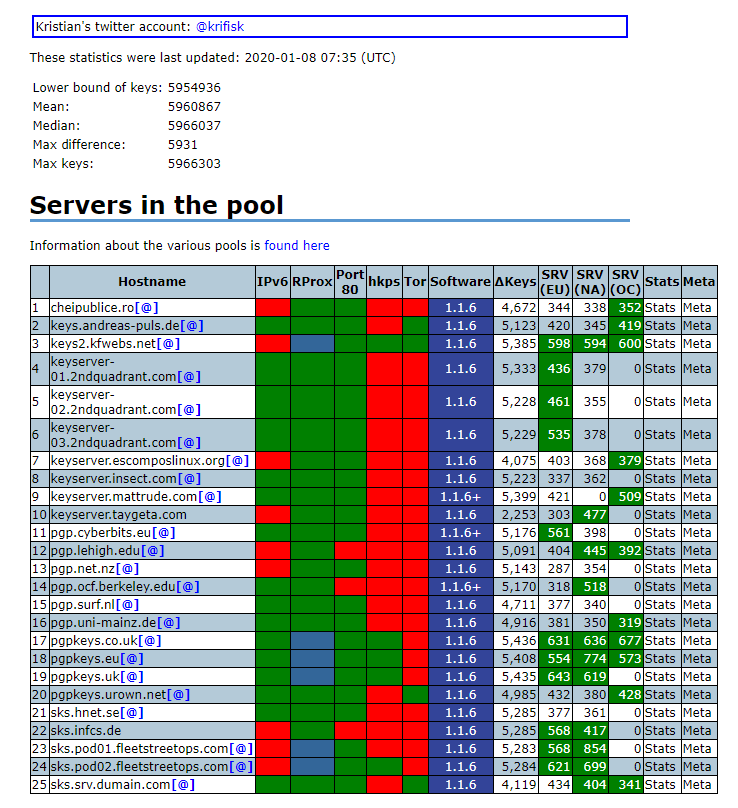 Kristian's twitter account: @krifisk
These statistics were last updated: 2020-01-08 07:35 (UTC)
Lower bound of keys: 5954936
Mean: 5960867
Median: 5966037
Max difference: 5931
Max keys: 5966303
Servers in the pool
Information about the various pools is found here
Hostname IPv6 RProx Port 80 hkps Tor Software ΔKeys SRV (EU) SRV (NA) SRV (OC) Stats Meta
1 cheipublice.ro[@] 1.1.6 4,672 344 338 352 Stats Meta
2 keys.andreas-puls.de[@] 1.1.6 5,123 420 345 419 Stats Meta
3 keys2.kfwebs.net[@] 1.1.6 5,385 598 594 600 Stats Meta
4 keyserver-01.2ndquadrant.com[@] 1.1.6 5,333 436 379 0 Stats Meta
5 keyserver-02.2ndquadrant.com[@] 1.1.6 5,228 461 355 0 Stats Meta
6 keyserver-03.2ndquadrant.com[@] 1.1.6 5,229 535 378 0 Stats Meta
7 keyserver.escomposlinux.org[@] 1.1.6 4,075 403 368 379 Stats Meta
8 keyserver.insect.com[@] 1.1.6 5,223 337 362 0 Stats Meta
9 keyserver.mattrude.com[@] 1.1.6+ 5,399 421 0 509 Stats Meta
10 keyserver.taygeta.com 1.1.6 2,253 303 477 0 Stats Meta
11 pgp.cyberbits.eu[@] 1.1.6+ 5,176 561 398 0 Stats Meta
12 pgp.lehigh.edu[@] 1.1.6 5,091 404 445 392 Stats Meta
13 pgp.net.nz[@] 1.1.6 5,143 287 354 0 Stats Meta
14 pgp.ocf.berkeley.edu[@] 1.1.6+ 5,170 318 518 0 Stats Meta
15 pgp.surf.nl[@] 1.1.6 4,711 377 340 0 Stats Meta
16 pgp.uni-mainz.de[@] 1.1.6 4,916 381 350 319 Stats Meta
17 pgpkeys.co.uk[@] 1.1.6 5,436 631 636 677 Stats Meta
18 pgpkeys.eu[@] 1.1.6 5,408 554 774 573 Stats Meta
19 pgpkeys.uk[@] 1.1.6 5,435 643 619 0 Stats Meta
20 pgpkeys.urown.net[@] 1.1.6 4,985 432 380 428 Stats Meta
21 sks.hnet.se[@] 1.1.6 5,285 377 361 0 Stats Meta
22 sks.infcs.de 1.1.6 5,285 568 417 0 Stats Meta
23 sks.pod01.fleetstreetops.com[@] 1.1.6 5,283 568 854 0 Stats Meta
24 sks.pod02.fleetstreetops.com[@] 1.1.6 5,284 621 699 0 Stats Meta
25 sks.srv.dumain.com[@] 1.1.6 4,119 434 404 341 Stats Meta